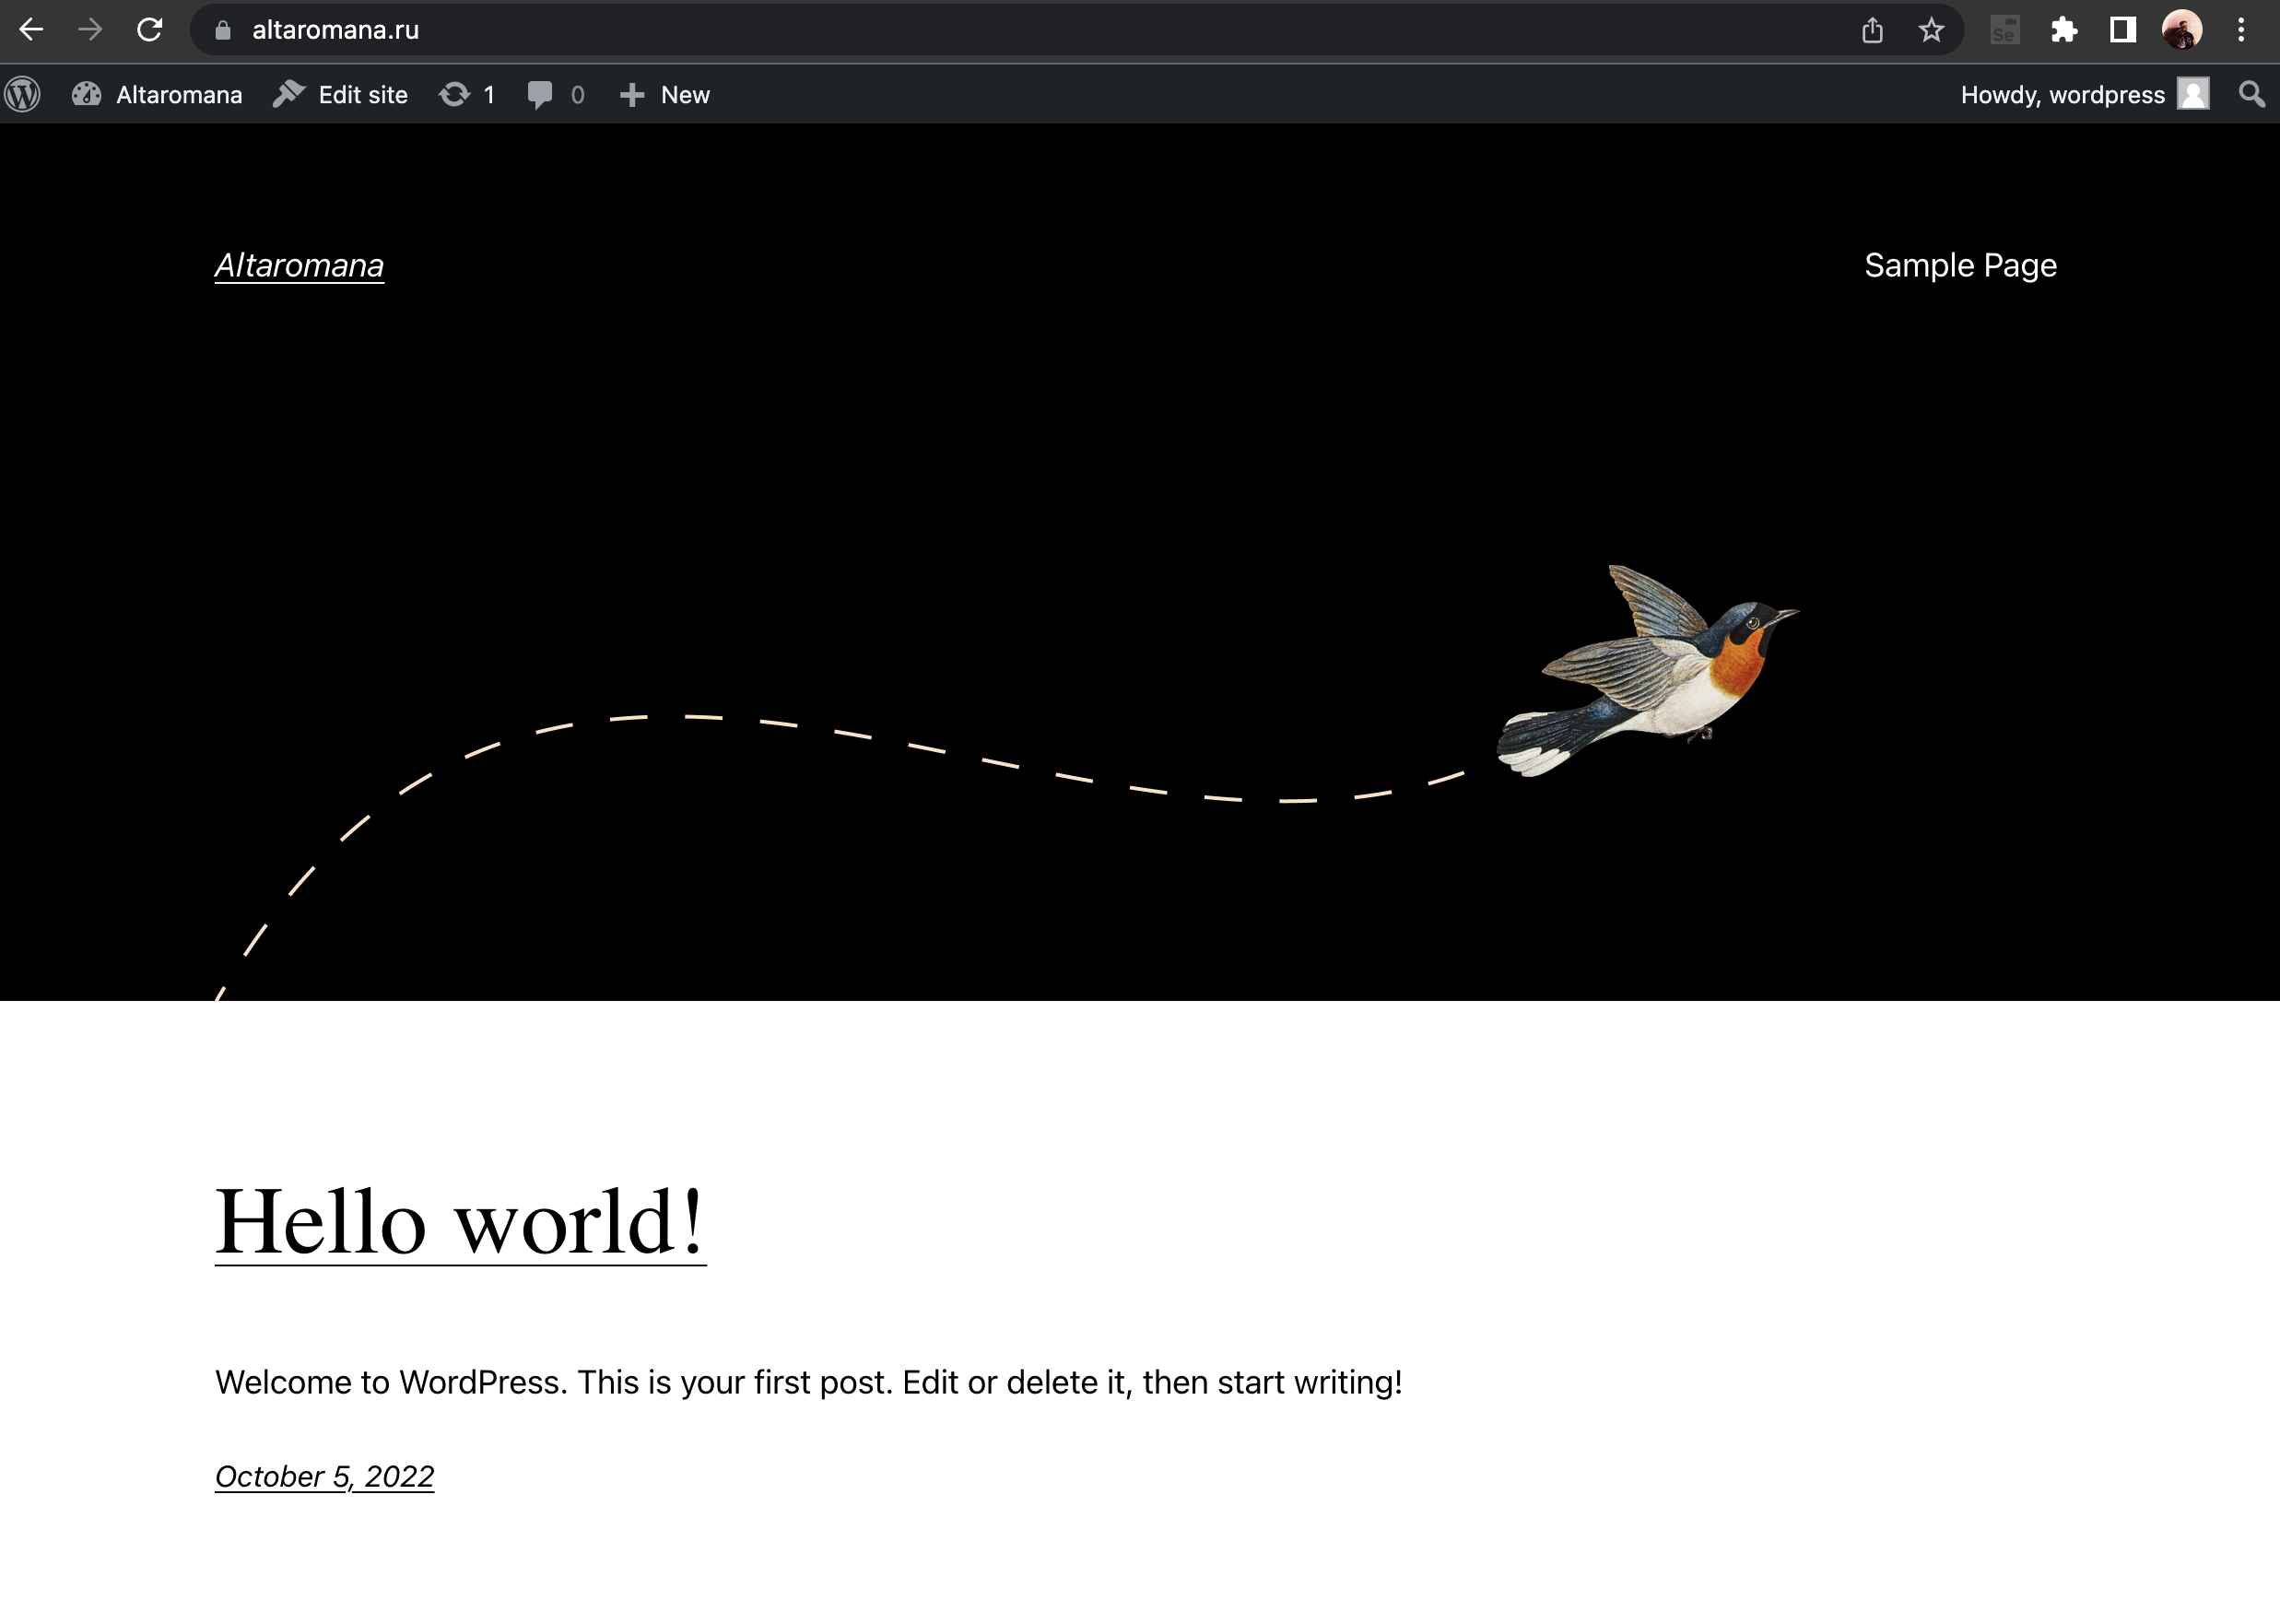 altaromana.ru
Se
Altaromana Edit site 1 0 New Howdy, wordpress
Altaromana Sample Page
Hello world!
Welcome to WordPress. This is your first post. Edit or delete it, then start writing!
October 5, 2022